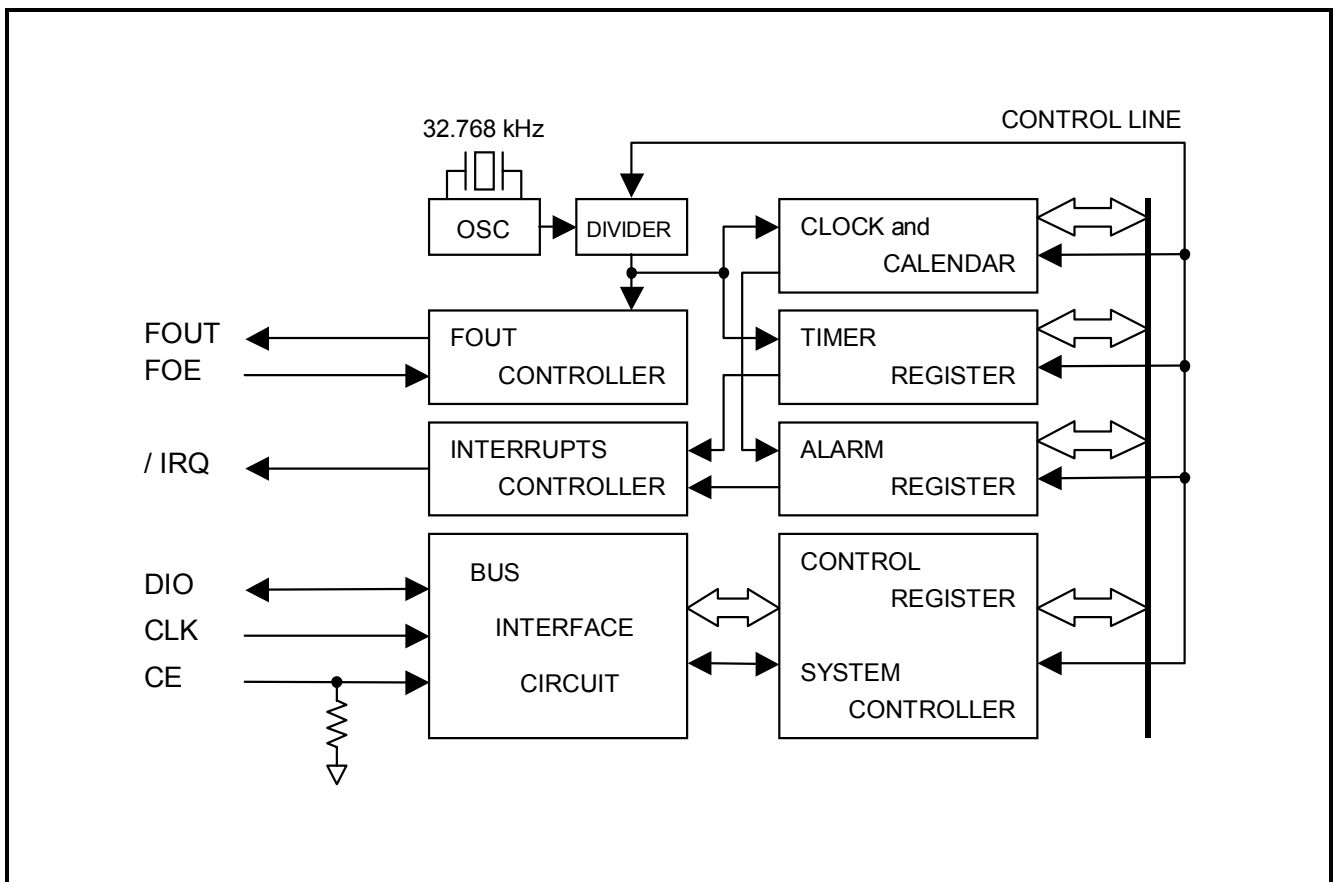 32.768 kHz
CONTROL LINE
OSC
DIVIDER
CLOCK and
CALENDAR
FOUT
FOE
FOUT
CONTROLLER
TIMER
REGISTER
/ IRQ
INTERRUPTS
CONTROLLER
ALARM
REGISTER
DIO
CLK
CE
BUS
INTERFACE
CIRCUIT
CONTROL
REGISTER
SYSTEM
CONTROLLER